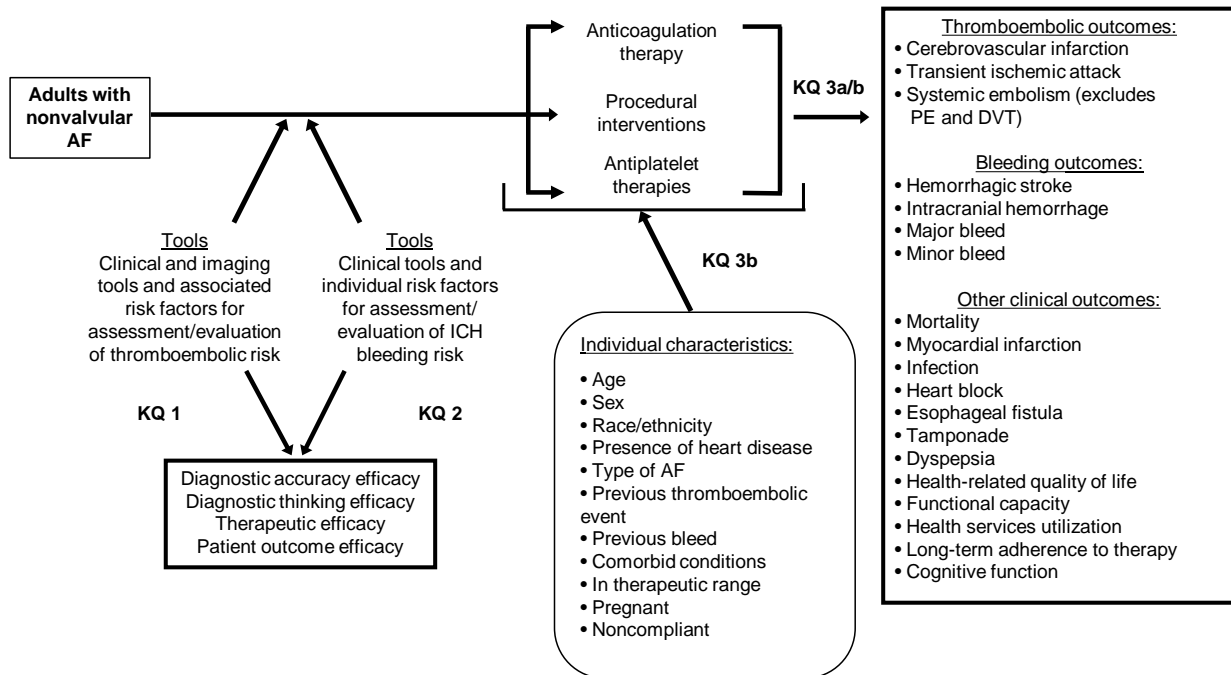 Adults with
nonvalvular
AF
Tools
Clinical and imaging
tools and associated
risk factors for
assessment/evaluation
of thromboembolic risk
KQ 1
Tools
Clinical tools and
individual risk factors
for assessment/
evaluation of ICH
bleeding risk
KQ 2
Diagnostic accuracy efficacy
Diagnostic thinking efficacy
Therapeutic efficacy
Patient outcome efficacy
Anticoagulation
therapy
Procedural
interventions
Antiplatelet
therapies
KQ 3b
Individual characteristics:
• Age
• Sex
• Race/ethnicity
• Presence of heart disease
• Type of AF
• Previous thromboembolic
event
• Previous bleed
• Comorbid conditions
• In therapeutic range
• Pregnant
• Noncompliant
KQ 3a/b
Thromboembolic outcomes:
• Cerebrovascular infarction
• Transient ischemic attack
• Systemic embolism (excludes
PE and DVT)
Bleeding outcomes:
• Hemorrhagic stroke
• Intracranial hemorrhage
• Major bleed
• Minor bleed
Other clinical outcomes:
• Mortality
• Myocardial infarction
• Infection
• Heart block
• Esophageal fistula
• Tamponade
• Dyspepsia
• Health-related quality of life
• Functional capacity
• Health services utilization
• Long-term adherence to therapy
• Cognitive function